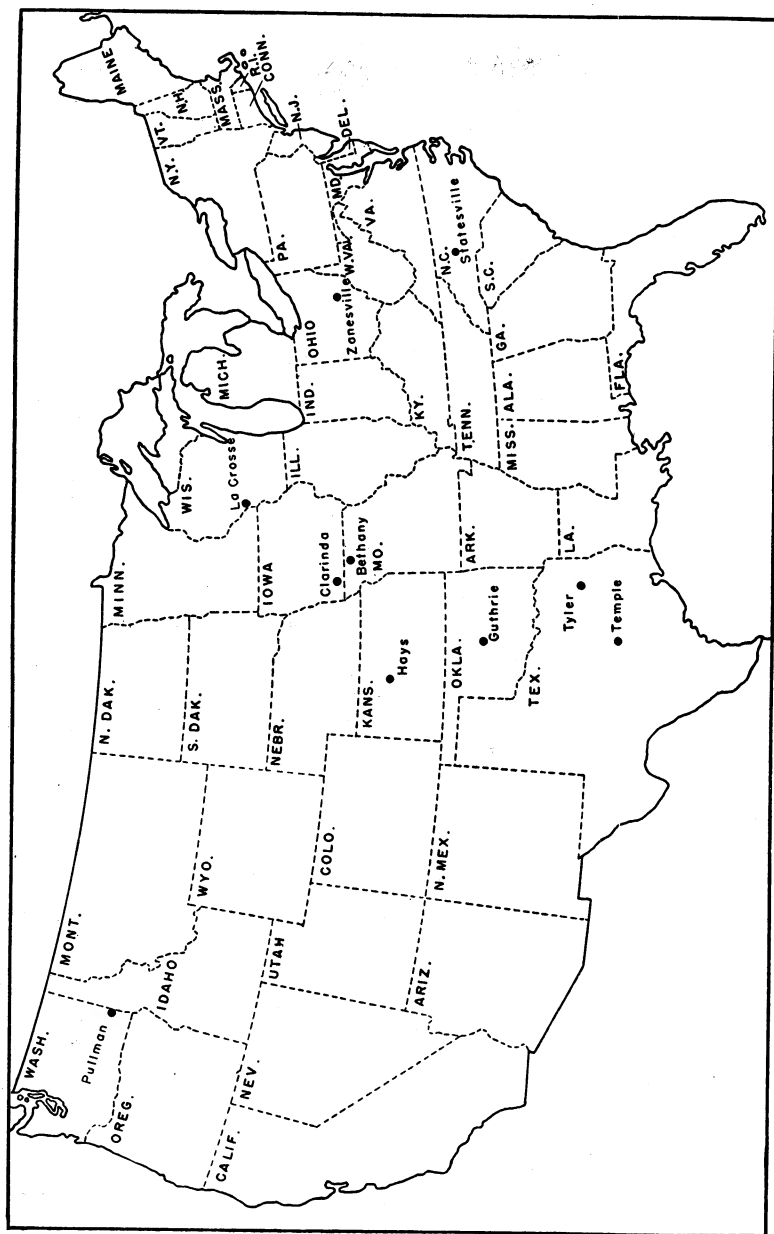 WASH.
Pullman
OREG.
CALIF.
NEV.
IDAHO
MONT.
WYO.
UTAH
COLO.
ARIZ.
N. MEX.
N. DAK.
S. DAK.
NEBR.
KANS.
Hays
OKLA.
Guthrie
TEX.
Tyler
Temple
MINN.
IOWA
Clarinda
Bethany
MO.
ARK.
LA.
WIS.
La Crosse
ILL.
MICH.
IND.
OHIO
Zanesville
KY.
TENN.
MISS.
ALA.
GA.
FLA.
S.C.
N.C.
Statesville
VA.
W.VA.
MD.
DEL.
PA.
N.J.
N.Y.
VT.
N.H.
MAINE
MASS.
R.I.
CONN.